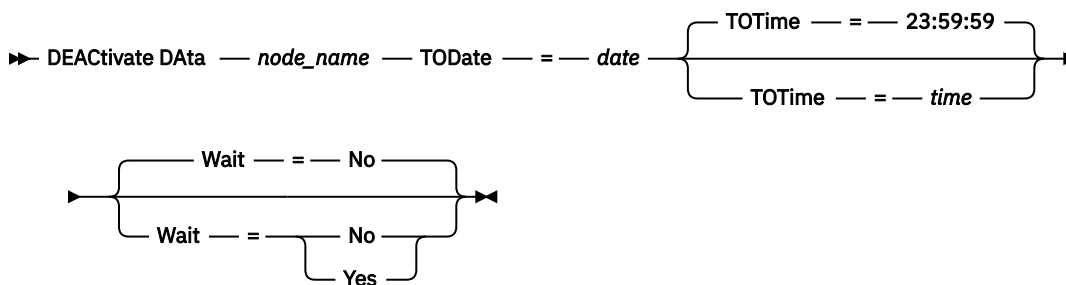 TOTime = 23:59:59
DEACtivate DAta node_name TODate = date
TOTime = time
Wait = No
Wait = No
Yes